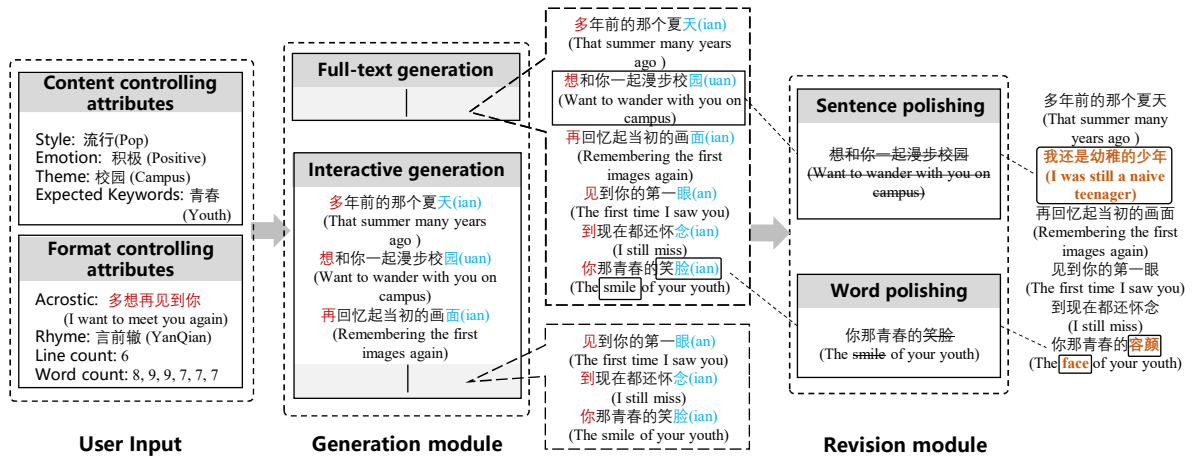 Content controlling
attributes
Style: 流行(Pop)
Emotion: 积极 (Positive)
Theme: 校园 (Campus)
Expected Keywords: 青春
(Youth)
Format controlling
attributes
Acrostic: 多想再见到你
(I want to meet you again)
Rhyme: 言前辙 (YanQian)
Line count: 6
Word count: 8, 9, 9, 7, 7, 7
User Input
Full-text generation
Interactive generation
多年前的那个夏天(ian)
(That summer many years
ago )
想和你一起漫步校园(uan)
(Want to wander with you on
campus)
再回忆起当初的画面(ian)
(Remembering the first
images again)
Generation module
多年前的那个夏天(ian)
(That summer many years
ago )
想和你一起漫步校园(uan)
(Want to wander with you on
campus)
再回忆起当初的画面(ian)
(Remembering the first
images again)
见到你的第一眼(an)
(The first time I saw you)
到现在都还怀念(ian)
(I still miss)
你那青春的笑脸(ian)
(The smile of your youth)
见到你的第一眼(an)
(The first time I saw you)
到现在都还怀念(ian)
(I still miss)
你那青春的笑脸(ian)
(The smile of your youth)
Sentence polishing
想和你一起漫步校园
(Want to wander with you on
campus)
Word polishing
你那青春的笑脸
(The smile of your youth)
Revision module
多年前的那个夏天
(That summer many
years ago )
我还是幼稚的少年
(I was still a naive
teenager)
再回忆起当初的画面
(Remembering the first
images again)
见到你的第一眼
(The first time I saw you)
到现在都还怀念
(I still miss)
你那青春的容颜
(The face of your youth)